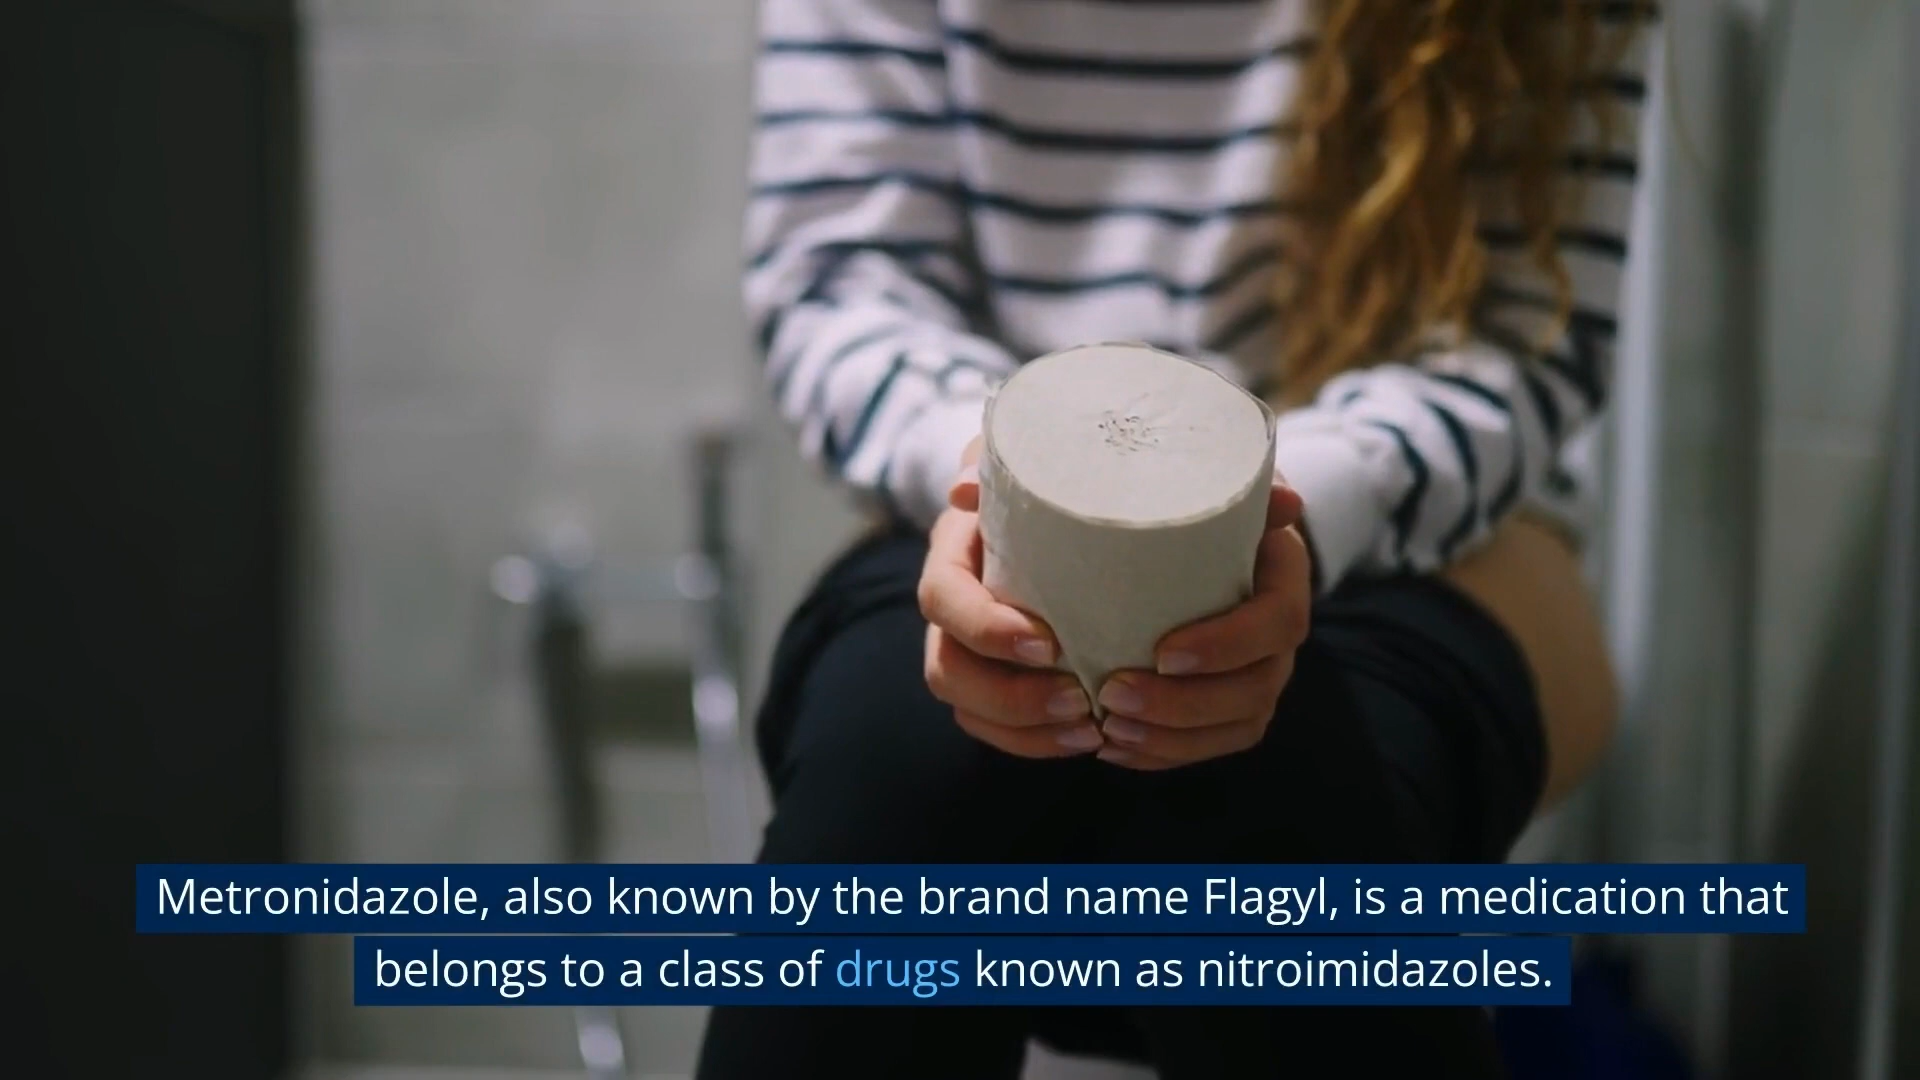 Metronidazole, also known by the brand name Flagyl, is a medication that
belongs to a class of drugs known as nitroimidazoles.